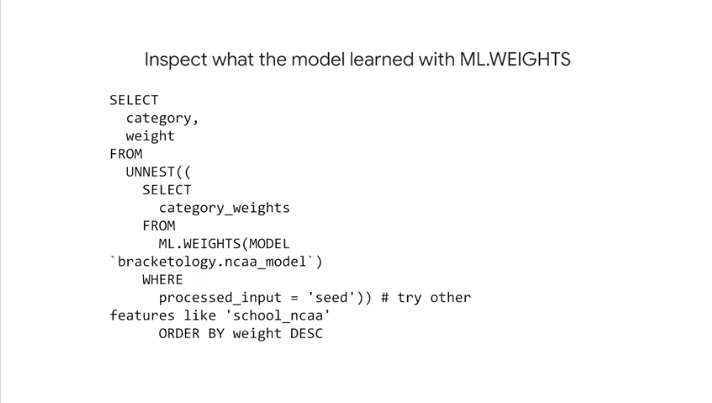 Inspect what the model learned with ML.WEIGHTS
SELECT
category,
weight
FROM
UNNEST((
SELECT
category_weights
FROM
ML.WEIGHTS(MODEL
`bracketology.ncaa_model`)
WHERE
processed_input = 'seed')) # try other
features like 'school_ncaa'
ORDER BY weight DESC